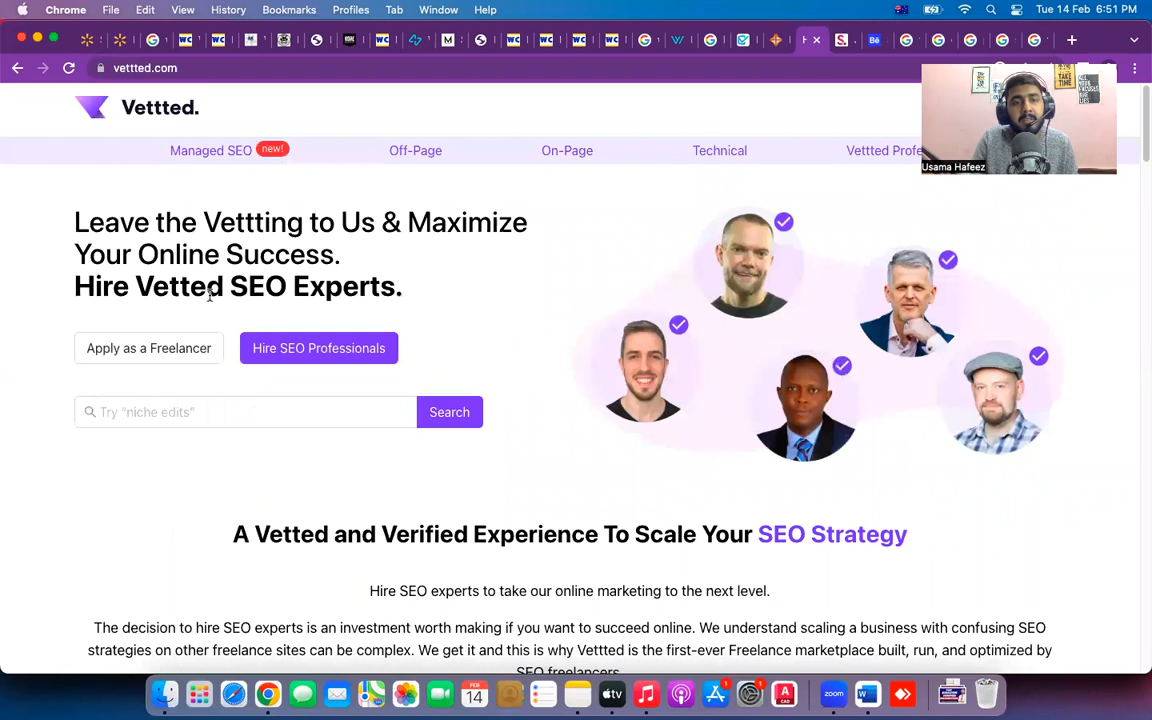 Chrome File Edit View History Bookmarks Profiles Tab Window Help
Tue 14 Feb 6:51 PM
vettted.com
Vettted.
Managed SEO new! Off-Page On-Page Technical Vettted
Usama Hafeez
Leave the Vettting to Us & Maximize
Your Online Success.
Hire Vetted SEO Experts.
Apply as a Freelancer Hire SEO Professionals
Try “niche edits” Search
A Vetted and Verified Experience To Scale Your SEO Strategy
Hire SEO experts to take our online marketing to the next level.
The decision to hire SEO experts is an investment worth making if you want to succeed online. We understand scaling a business with confusing SEO
strategies on other freelance sites can be complex. We get it and this is why Vettted is the first-ever Freelance marketplace built, run, and optimized by
SEO freelancers.
FEB
14
tv
zoom